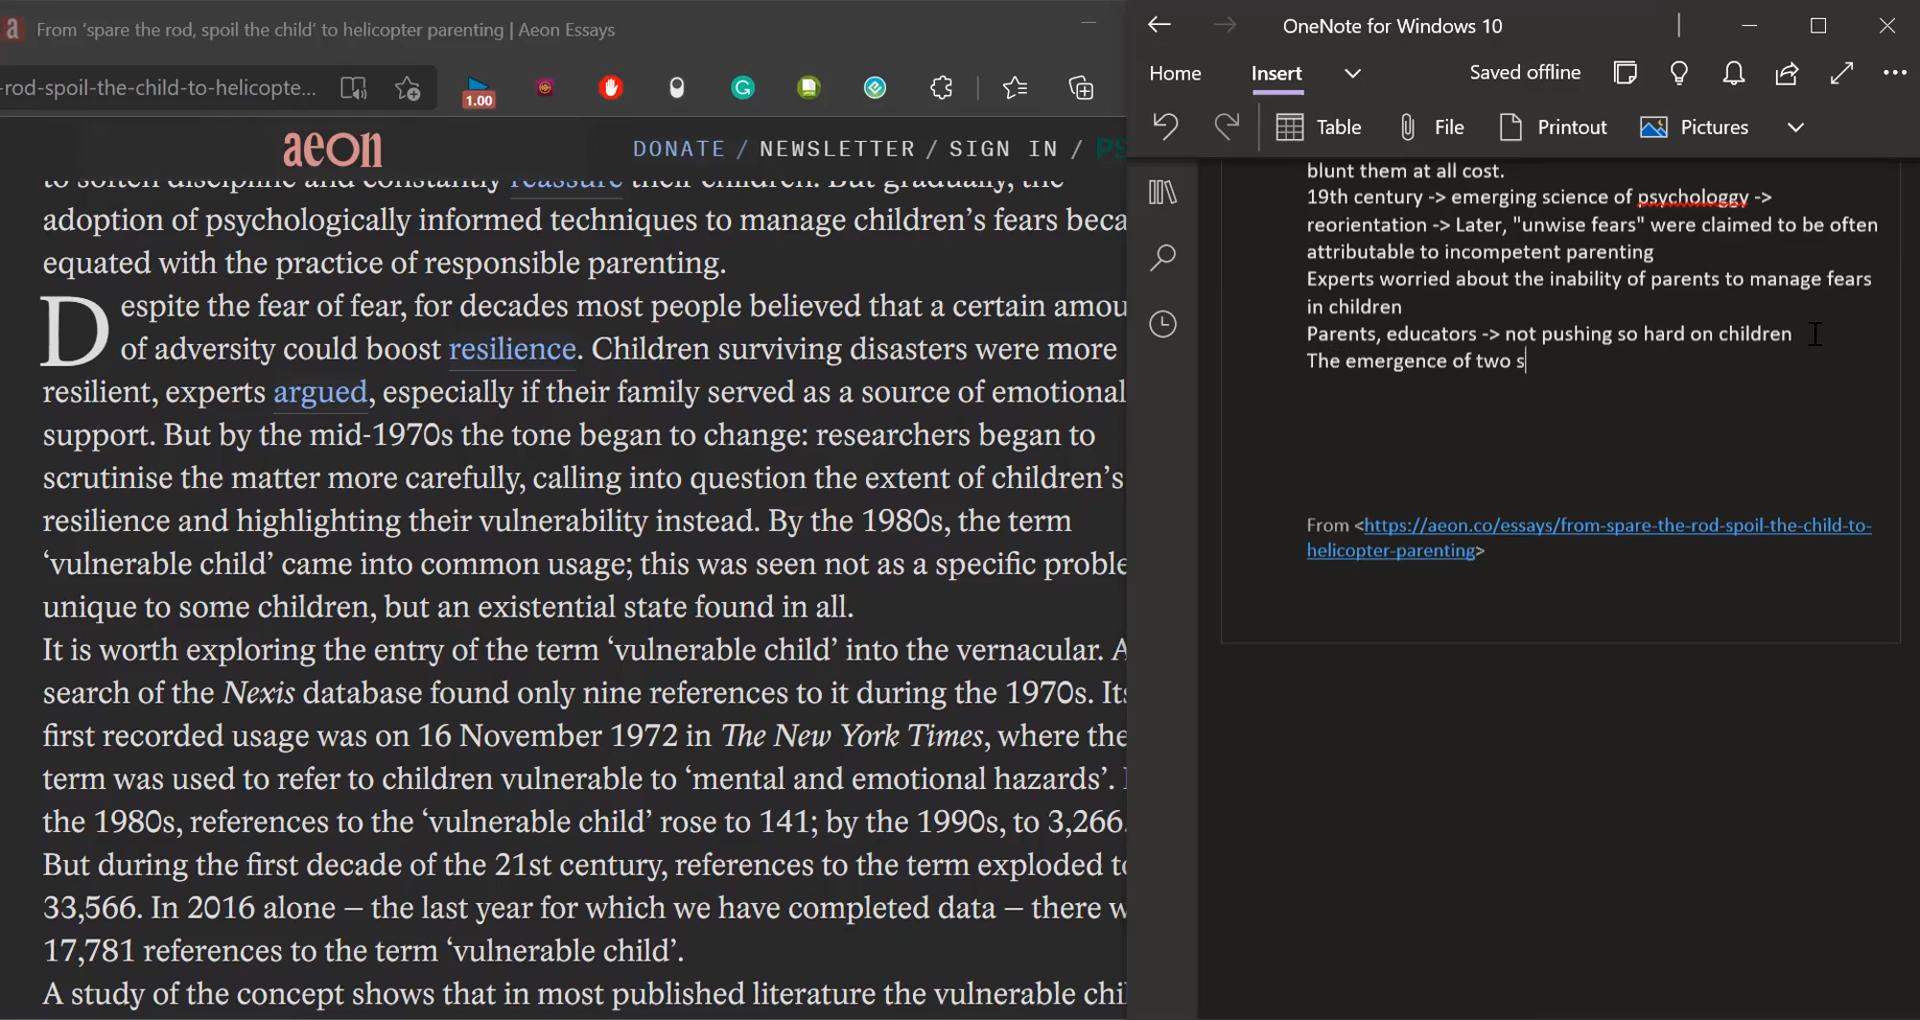 From ‘spare the rod, spoil the child’ to helicopter parenting | Aeon Essays
-rod-spoil-the-child-to-helicopte...
1.00
aeon
DONATE / NEWSLETTER / SIGN IN / PS
to soften discipline and constantly reassure their children. But gradually, the
adoption of psychologically informed techniques to manage children’s fears beca
equated with the practice of responsible parenting.
Despite the fear of fear, for decades most people believed that a certain amou
of adversity could boost resilience. Children surviving disasters were more
resilient, experts argued, especially if their family served as a source of emotional
support. But by the mid-1970s the tone began to change: researchers began to
scrutinise the matter more carefully, calling into question the extent of children’s
resilience and highlighting their vulnerability instead. By the 1980s, the term
‘vulnerable child’ came into common usage; this was seen not as a specific proble
unique to some children, but an existential state found in all.
It is worth exploring the entry of the term ‘vulnerable child’ into the vernacular. A
search of the Nexis database found only nine references to it during the 1970s. Its
first recorded usage was on 16 November 1972 in The New York Times, where the
term was used to refer to children vulnerable to ‘mental and emotional hazards’.
the 1980s, references to the ‘vulnerable child’ rose to 141; by the 1990s, to 3,266.
But during the first decade of the 21st century, references to the term exploded to
33,566. In 2016 alone – the last year for which we have completed data – there w
17,781 references to the term ‘vulnerable child’.
A study of the concept shows that in most published literature the vulnerable chi
OneNote for Windows 10
Home Insert Saved offline
Table File Printout Pictures
blunt them at all cost.
19th century -> emerging science of psychologgy ->
reorientation -> Later, "unwise fears" were claimed to be often
attributable to incompetent parenting
Experts worried about the inability of parents to manage fears
in children
Parents, educators -> not pushing so hard on children
The emergence of two s
From <https://aeon.co/essays/from-spare-the-rod-spoil-the-child-to-
helicopter-parenting>